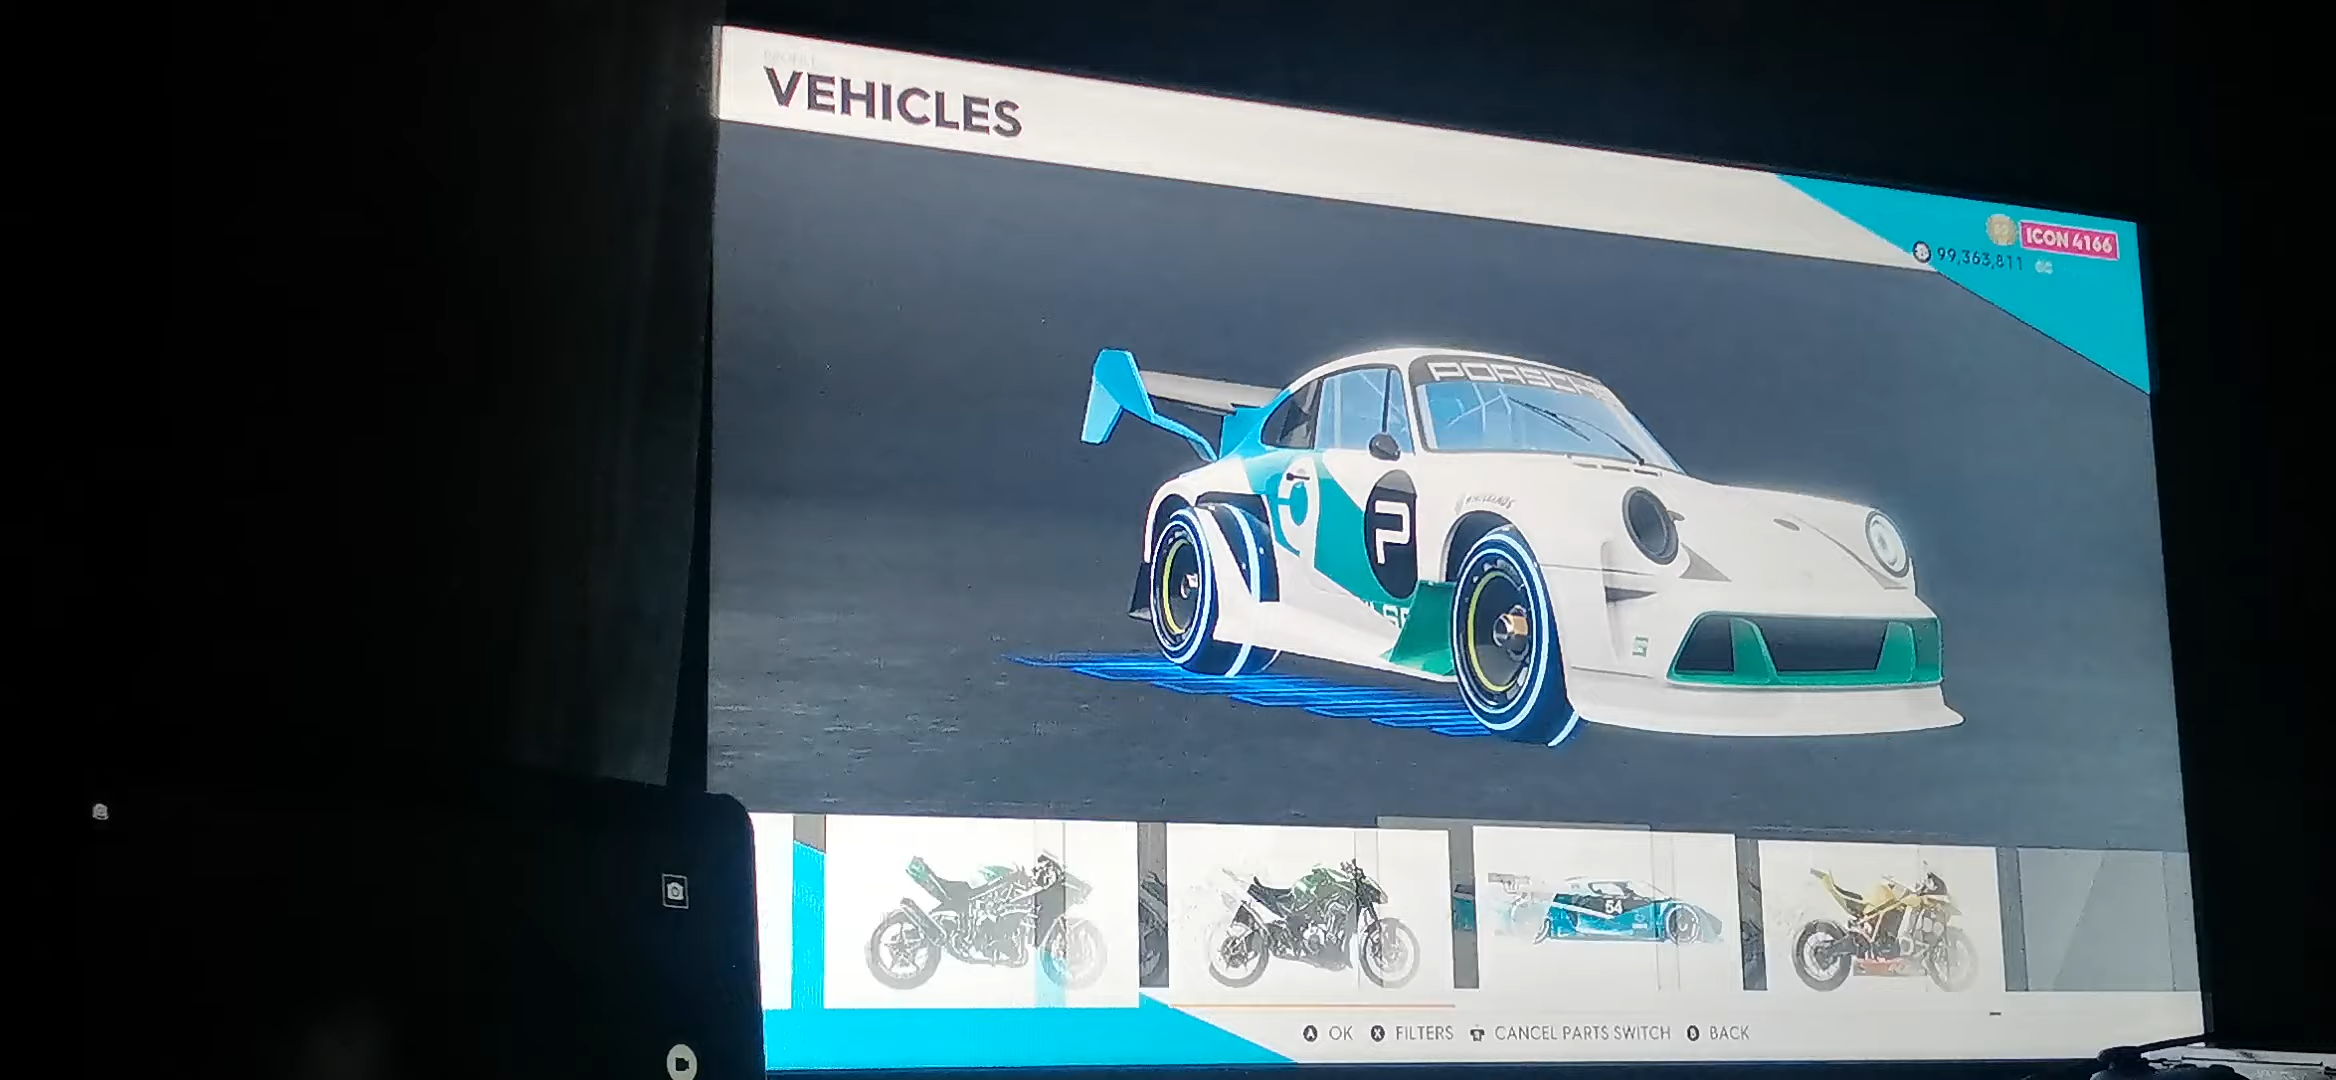 VEHICLES
ICON 4166
99,363,811
PORSCHE
P
54
OK FILTERS CANCEL PARTS SWITCH BACK